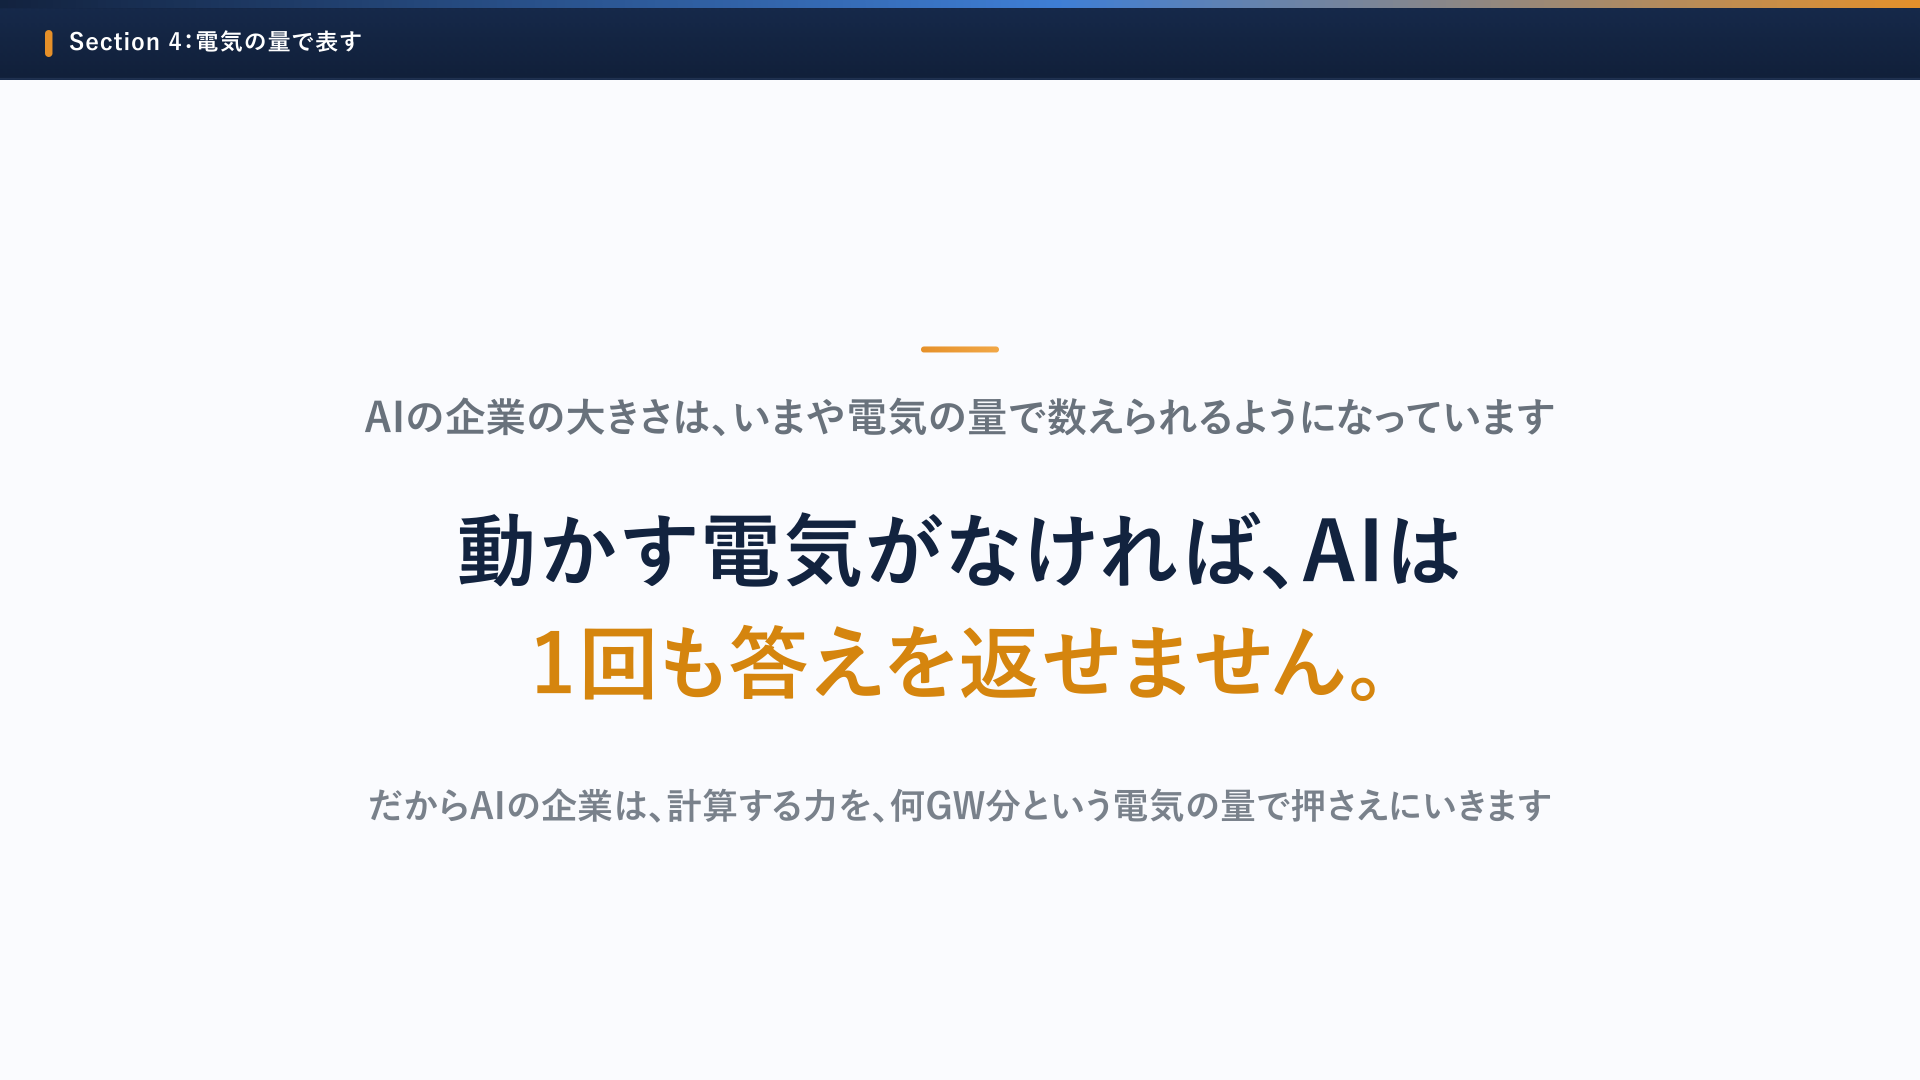 Section 4：電気の量で表す
AIの企業の大きさは、いまや電気の量で数えられるようになっています
動かす電気がなければ、AIは
1回も答えを返せません。
だからAIの企業は、計算する力を、何GW分という電気の量で押さえにいきます